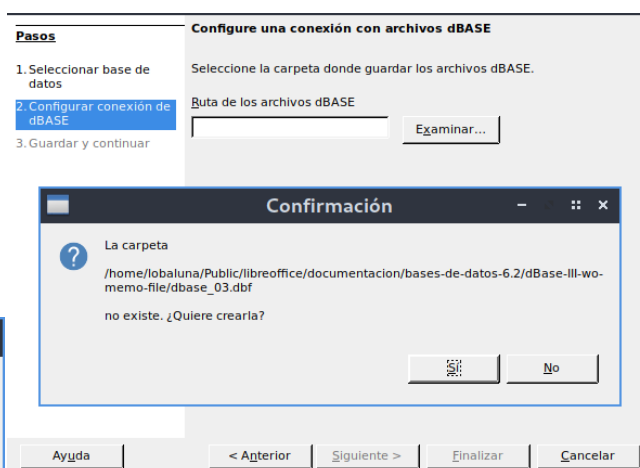 Pasos
1. Seleccionar base de
datos
2. Configurar conexión de
dBASE
3. Guardar y continuar
Configure una conexión con archivos dBASE
Seleccione la carpeta donde guardar los archivos dBASE.
Ruta de los archivos dBASE
Examinar...
Confirmación
La carpeta
/home/lobaluna/Public/libreoffice/documentacion/bases-de-datos-6.2/dBase-III-wo-
memo-file/dbase_03.dbf
no existe. ¿Quiere crearla?
Sí
No
Ayuda
< Anterior
Siguiente >
Finalizar
Cancelar